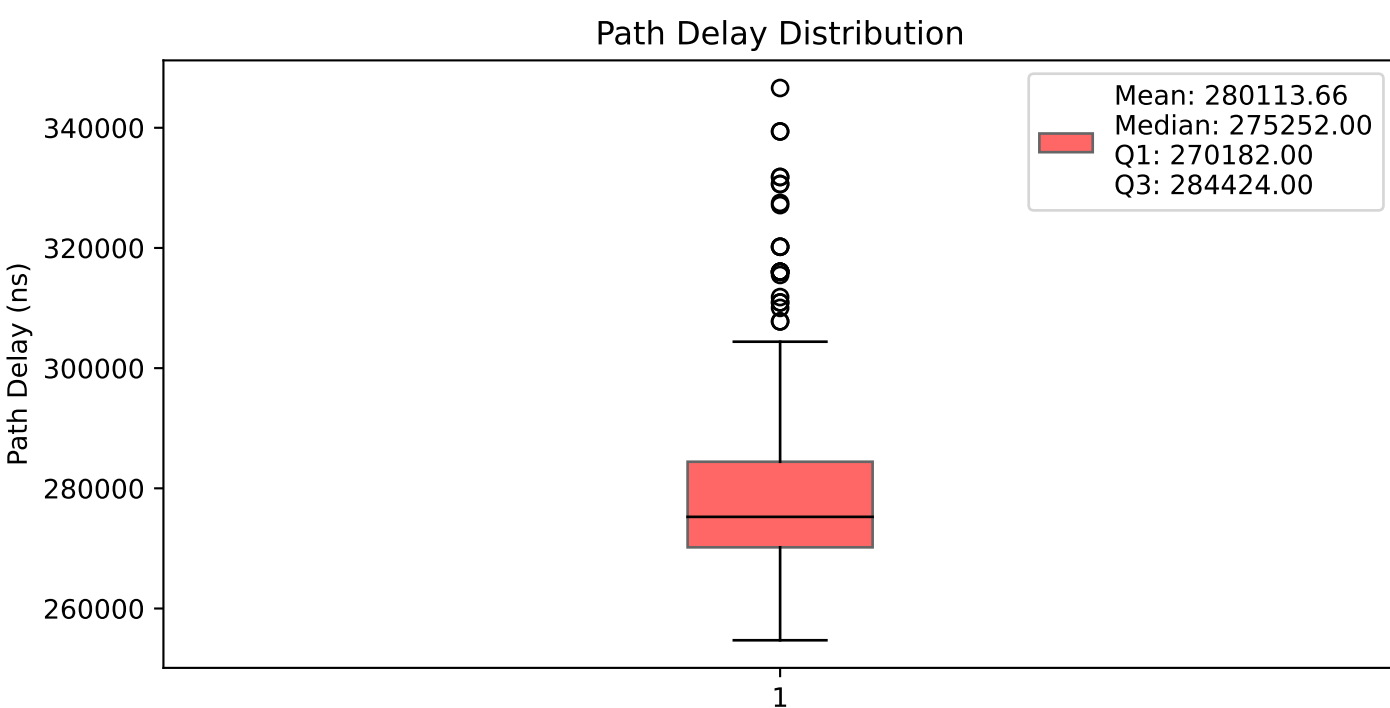 Path Delay Distribution
Mean: 280113.66
Median: 275252.00
Q1: 270182.00
Q3: 284424.00
Path Delay (ns)
340000
320000
300000
280000
260000
1